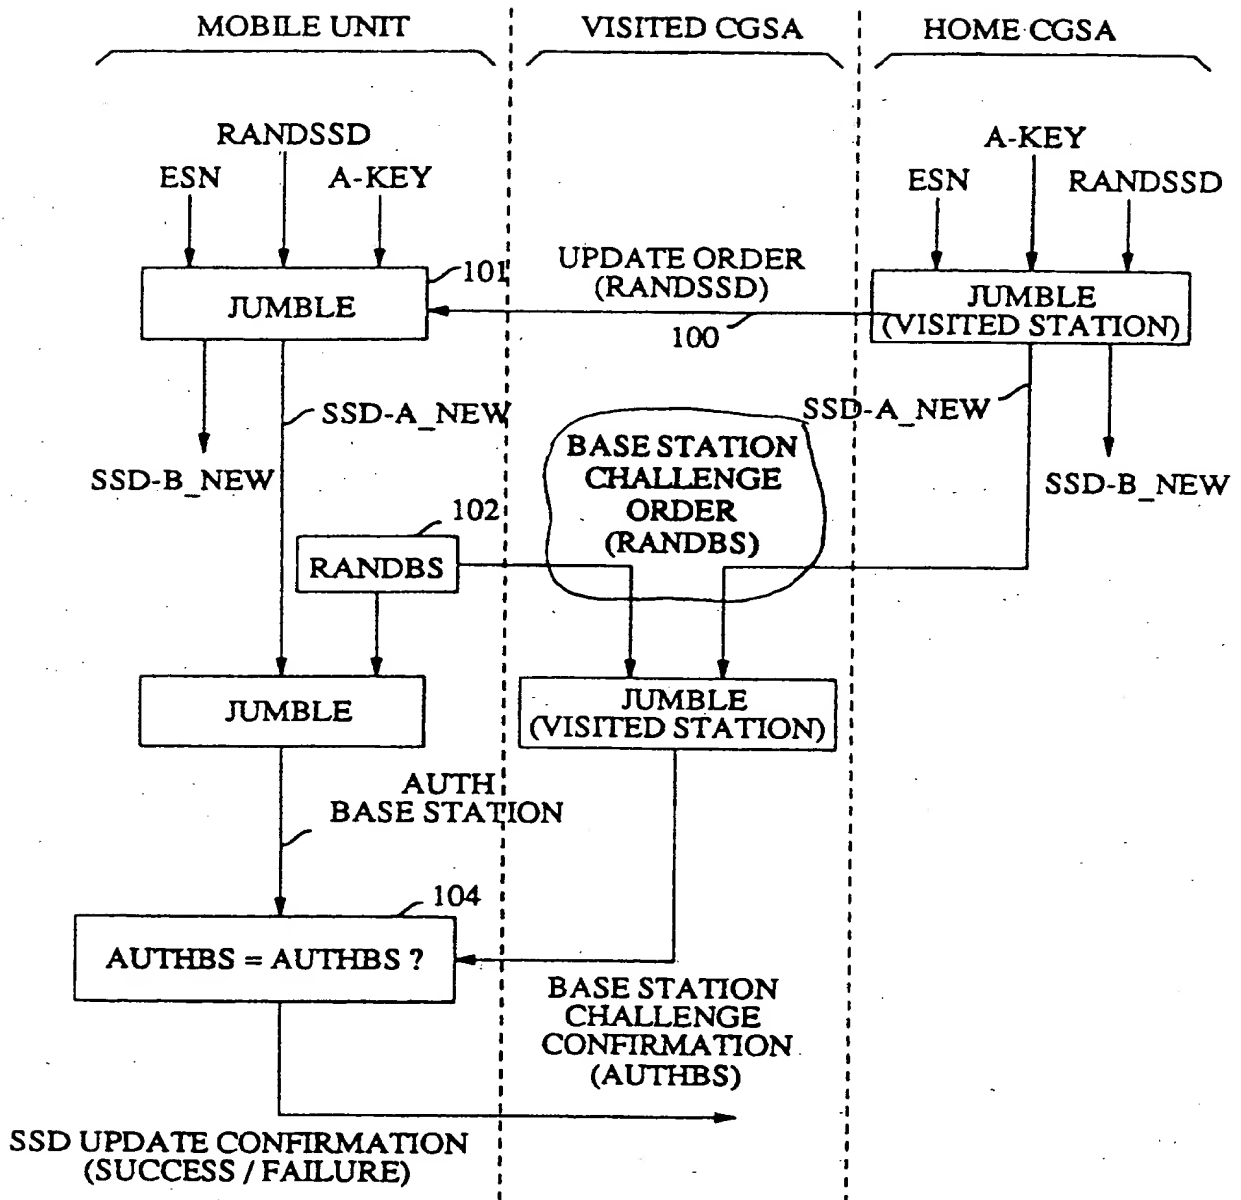 MOBILE UNIT
VISITED CGSA
HOME CGSA
RANDSSD
ESN
A-KEY
A-KEY
ESN
RANDSSD
101
JUMBLE
UPDATE ORDER
(RANDSSD)
100
JUMBLE
(VISITED STATION)
SSD-A_NEW
SSD-B_NEW
SSD-A_NEW
SSD-B_NEW
BASE STATION
CHALLENGE
ORDER
(RANDBS)
102
RANDBS
JUMBLE
JUMBLE
(VISITED STATION)
AUTH
BASE STATION
104
AUTHBS = AUTHBS ?
BASE STATION
CHALLENGE
CONFIRMATION
(AUTHBS)
SSD UPDATE CONFIRMATION
(SUCCESS / FAILURE)